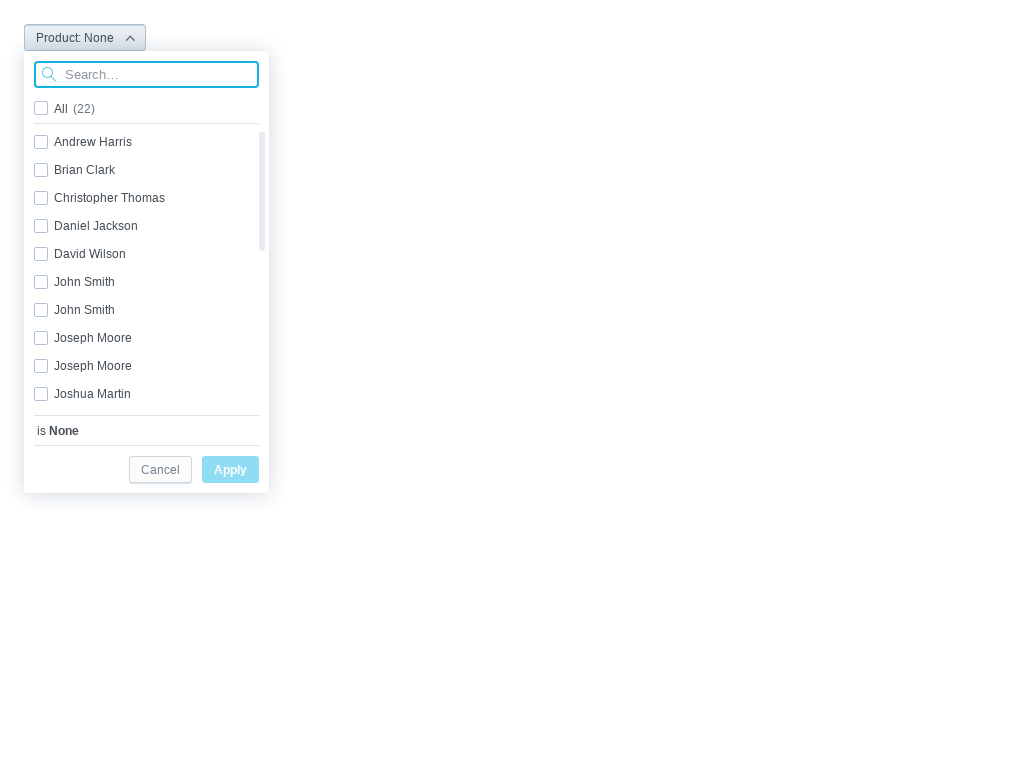 Product: None
Search…
All (22)
Andrew Harris
Brian Clark
Christopher Thomas
Daniel Jackson
David Wilson
John Smith
John Smith
Joseph Moore
Joseph Moore
Joshua Martin
is None
Cancel Apply